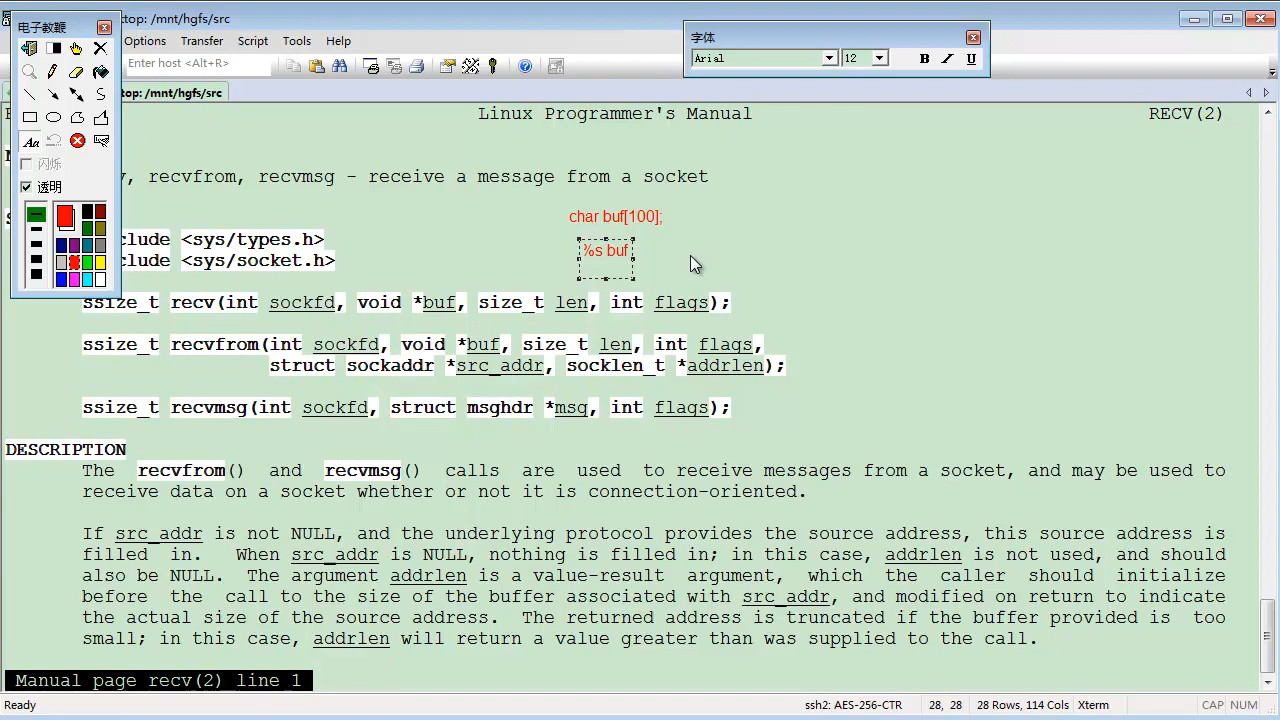 top: /mnt/hgfs/src
电子教鞭
字体
Options Transfer Script Tools Help
Arial 12 B I U
Enter host <Alt+R>
top: /mnt/hgfs/src
Linux Programmer's Manual RECV(2)
Aa
闪烁
透明
, recvfrom, recvmsg - receive a message from a socket
char buf[100];
clude <sys/types.h>
%s buf
clude <sys/socket.h>
ssize_t recv(int sockfd, void *buf, size_t len, int flags);
ssize_t recvfrom(int sockfd, void *buf, size_t len, int flags,
struct sockaddr *src_addr, socklen_t *addrlen);
ssize_t recvmsg(int sockfd, struct msghdr *msg, int flags);
DESCRIPTION
The recvfrom() and recvmsg() calls are used to receive messages from a socket, and may be used to
receive data on a socket whether or not it is connection-oriented.
If src_addr is not NULL, and the underlying protocol provides the source address, this source address is
filled in. When src_addr is NULL, nothing is filled in; in this case, addrlen is not used, and should
also be NULL. The argument addrlen is a value-result argument, which the caller should initialize
before the call to the size of the buffer associated with src_addr, and modified on return to indicate
the actual size of the source address. The returned address is truncated if the buffer provided is too
small; in this case, addrlen will return a value greater than was supplied to the call.
Manual page recv(2) line 1
Ready ssh2: AES-256-CTR 28, 28 28 Rows, 114 Cols Xterm CAP NUM